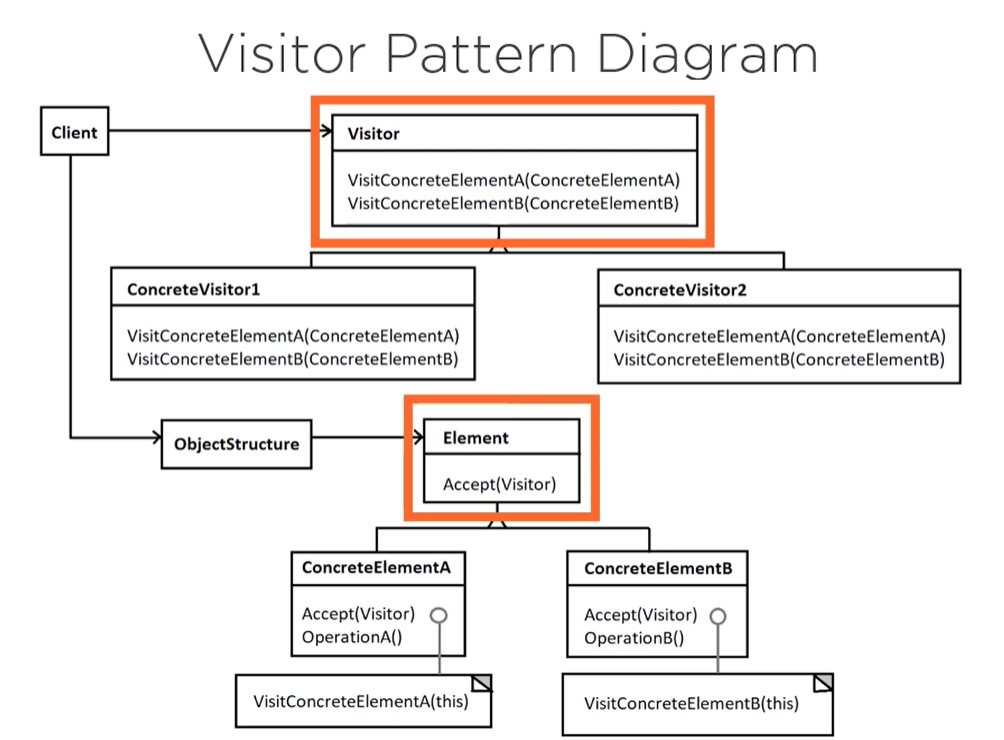 Visitor Pattern Diagram
Client
Visitor
VisitConcreteElementA(ConcreteElementA)
VisitConcreteElementB(ConcreteElementB)
ConcreteVisitor1
VisitConcreteElementA(ConcreteElementA)
VisitConcreteElementB(ConcreteElementB)
ConcreteVisitor2
VisitConcreteElementA(ConcreteElementA)
VisitConcreteElementB(ConcreteElementB)
ObjectStructure
Element
Accept(Visitor)
ConcreteElementA
Accept(Visitor)
OperationA()
ConcreteElementB
Accept(Visitor)
OperationB()
VisitConcreteElementA(this)
VisitConcreteElementB(this)